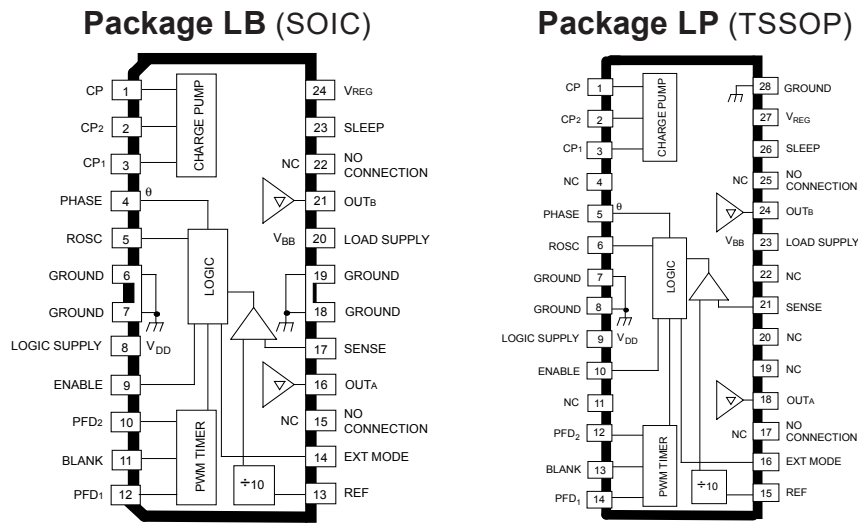 Package LB (SOIC)
CP 1
CP2 2
CP1 3
PHASE 4 θ
ROSC 5
GROUND 6
GROUND 7
LOGIC SUPPLY 8 VDD
ENABLE 9
PFD2 10
BLANK 11
PFD1 12
CHARGE PUMP
LOGIC
PWM TIMER
÷10
24 VREG
23 SLEEP
NC 22 NO
CONNECTION
21 OUTB
VBB 20 LOAD SUPPLY
19 GROUND
18 GROUND
17 SENSE
16 OUTA
NC 15 NO
CONNECTION
14 EXT MODE
13 REF
Package LP (TSSOP)
CP 1
CP2 2
CP1 3
NC 4
PHASE 5 θ
ROSC 6
GROUND 7
GROUND 8
LOGIC SUPPLY 9 VDD
ENABLE 10
NC 11
PFD2 12
BLANK 13
PFD1 14
CHARGE PUMP
LOGIC
PWM TIMER
÷10
28 GROUND
27 VREG
26 SLEEP
NC 25 NO
CONNECTION
24 OUTB
VBB 23 LOAD SUPPLY
22 NC
21 SENSE
20 NC
19 NC
18 OUTA
NC 17 NO
CONNECTION
16 EXT MODE
15 REF